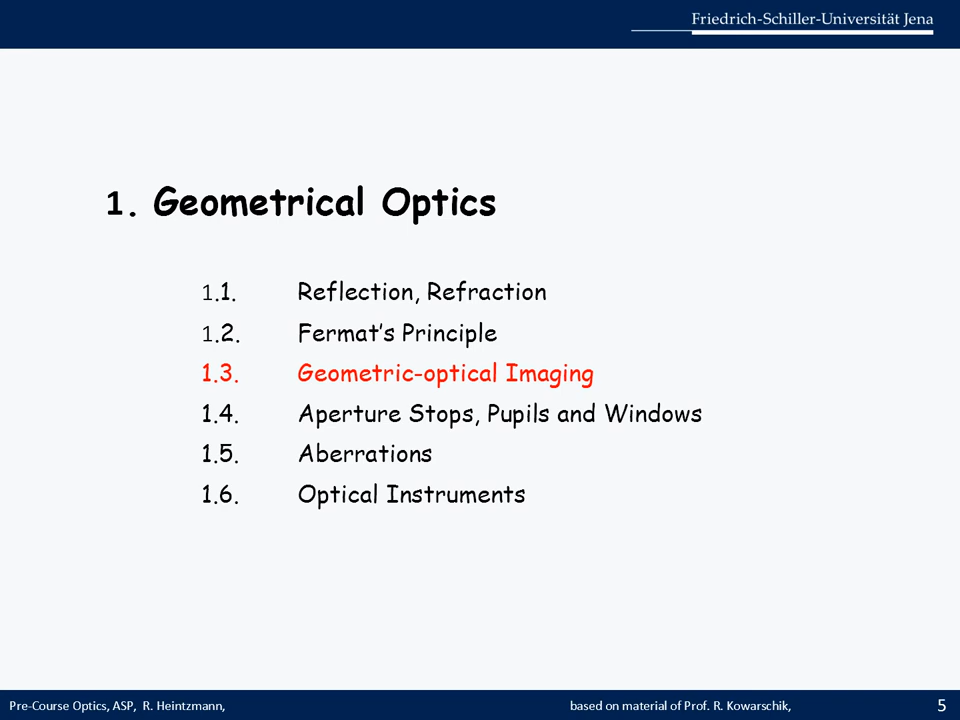 Friedrich-Schiller-Universität Jena
1. Geometrical Optics
1.1. Reflection, Refraction
1.2. Fermat’s Principle
1.3. Geometric-optical Imaging
1.4. Aperture Stops, Pupils and Windows
1.5. Aberrations
1.6. Optical Instruments
Pre-Course Optics, ASP, R. Heintzmann, based on material of Prof. R. Kowarschik, 5